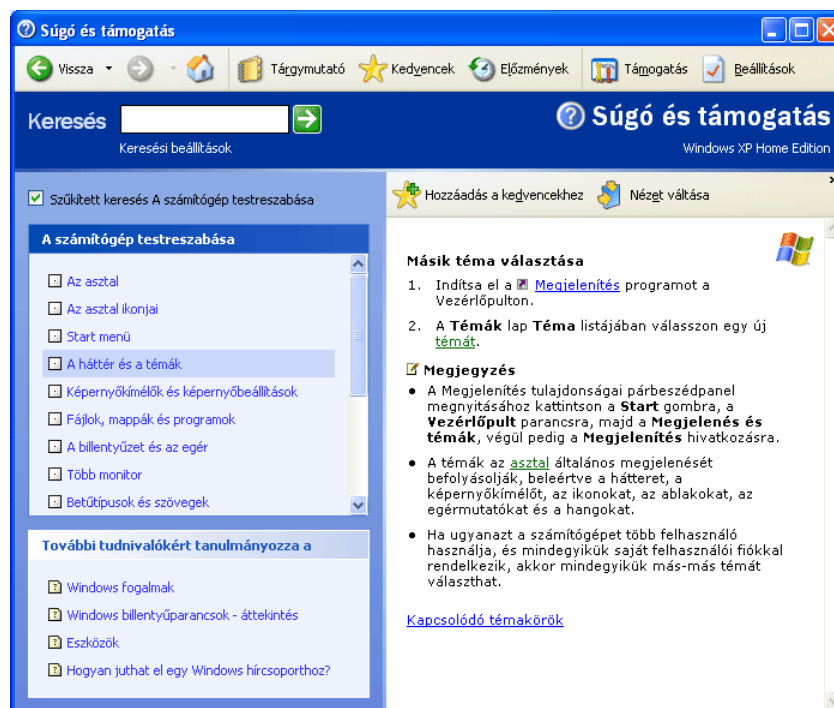 Súgó és támogatás
Vissza
Tárgymutató
Kedvencek
Előzmények
Támogatás
Beállítások
Keresés
Keresési beállítások
Súgó és támogatás
Windows XP Home Edition
Szűkített keresés A számítógép testreszabása
A számítógép testreszabása
Az asztal
Az asztal ikonjai
Start menü
A háttér és a témák
Képernyőkímélők és képernyőbeállítások
Fájlok, mappák és programok
A billentyűzet és az egér
Több monitor
Betűtípusok és szövegek
További tudnivalókért tanulmányozza a
Windows fogalmak
Windows billentyűparancsok - áttekintés
Eszközök
Hogyan juthat el egy Windows hírcsoporthoz?
Hozzáadás a kedvencekhez
Nézet váltása
Másik téma választása
1. Indítsa el a Megjelenítés programot a
Vezérlőpulton.
2. A Témák lap Téma listájában válasszon egy új
témát.
Megjegyzés
• A Megjelenítés tulajdonságai párbeszédpanel
megnyitásához kattintson a Start gombra, a
Vezérlőpult parancsra, majd a Megjelenés és
témák, végül pedig a Megjelenítés hivatkozásra.
• A témák az asztal általános megjelenését
befolyásolják, beleértve a hátteret, a
képernyőkímélőt, az ikonokat, az ablakokat, az
egérmutatókat és a hangokat.
• Ha ugyanazt a számítógépet több felhasználó
használja, és mindegyikük saját felhasználói fiókkal
rendelkezik, akkor mindegyikük más-más témát
választhat.
Kapcsolódó témakörök